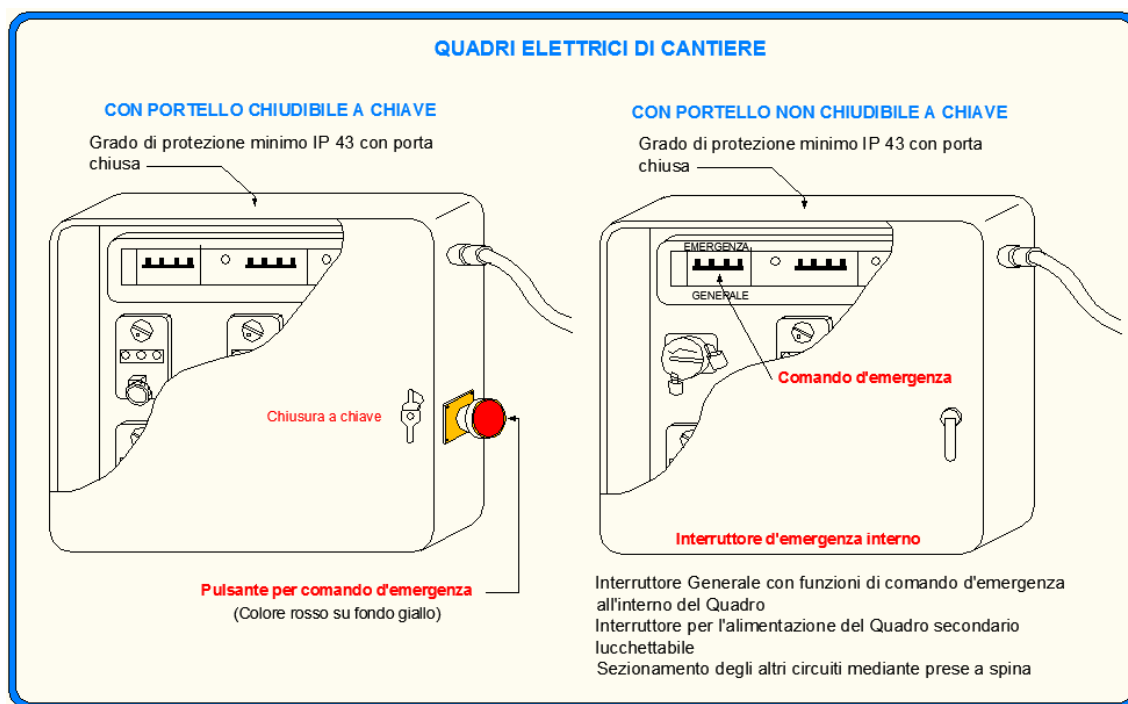 QUADRI ELETTRICI DI CANTIERE
CON PORTELLO CHIUDIBILE A CHIAVE
Grado di protezione minimo IP 43 con porta
chiusa
Chiusura a chiave
Pulsante per comando d'emergenza
(Colore rosso su fondo giallo)
CON PORTELLO NON CHIUDIBILE A CHIAVE
Grado di protezione minimo IP 43 con porta
chiusa
EMERGENZA
GENERALE
Comando d'emergenza
Interruttore d'emergenza interno
Interruttore Generale con funzioni di comando d'emergenza
all'interno del Quadro
Interruttore per l'alimentazione del Quadro secondario
lucchettabile
Sezionamento degli altri circuiti mediante prese a spina